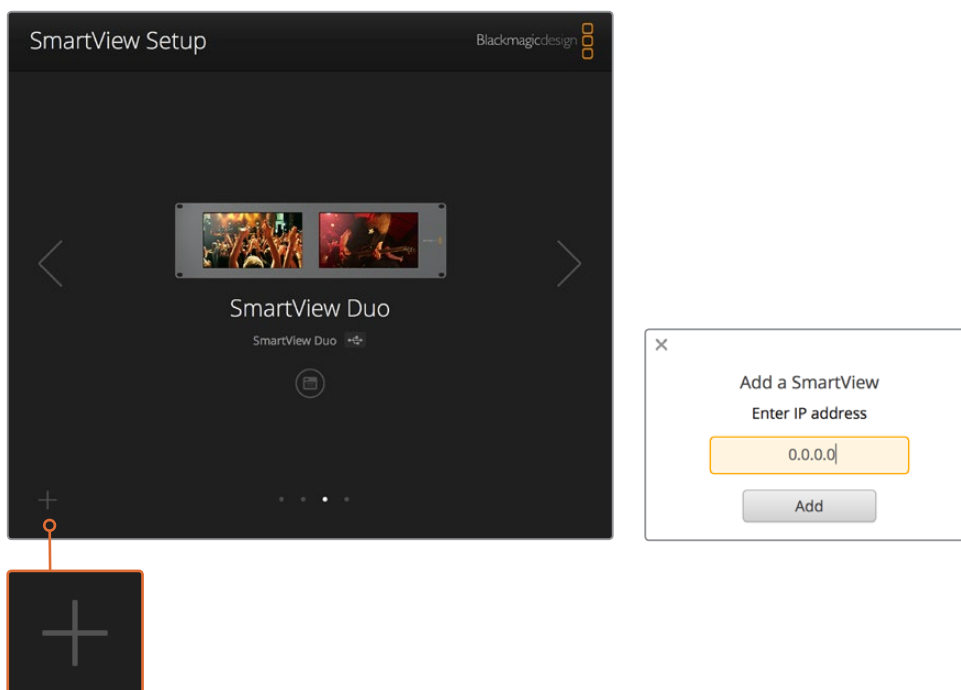 SmartView Setup
Blackmagicdesign
SmartView Duo
SmartView Duo
Add a SmartView
Enter IP address
0.0.0.0
Add